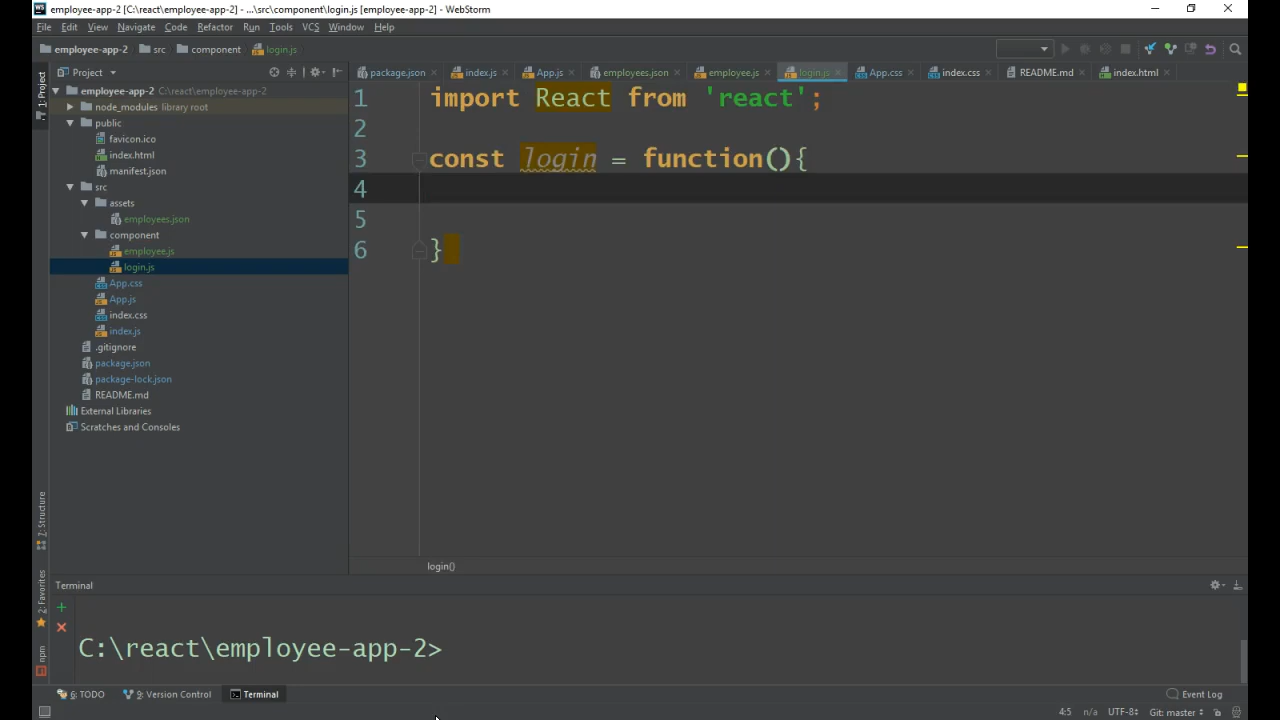 employee-app-2 [C:\react\employee-app-2] - ...\src\component\login.js [employee-app-2] - WebStorm
File Edit View Navigate Code Refactor Run Tools VCS Window Help
employee-app-2 src component login.js
Project package.json index.js App.js employees.json employee.js login.js App.css index.css README.md index.html
1: Project
employee-app-2 C:\react\employee-app-2
node_modules library root
public
favicon.ico
index.html
manifest.json
src
assets
employees.json
component
employee.js
login.js
App.css
App.js
index.css
index.js
.gitignore
package.json
package-lock.json
README.md
External Libraries
Scratches and Consoles
1 import React from 'react';
2
3 const login = function(){
4
5
6 }
login()
7: Structure
2: Favorites
npm
Terminal
C:\react\employee-app-2>
6: TODO 9: Version Control Terminal Event Log
4:5 n/a UTF-8 Git: master